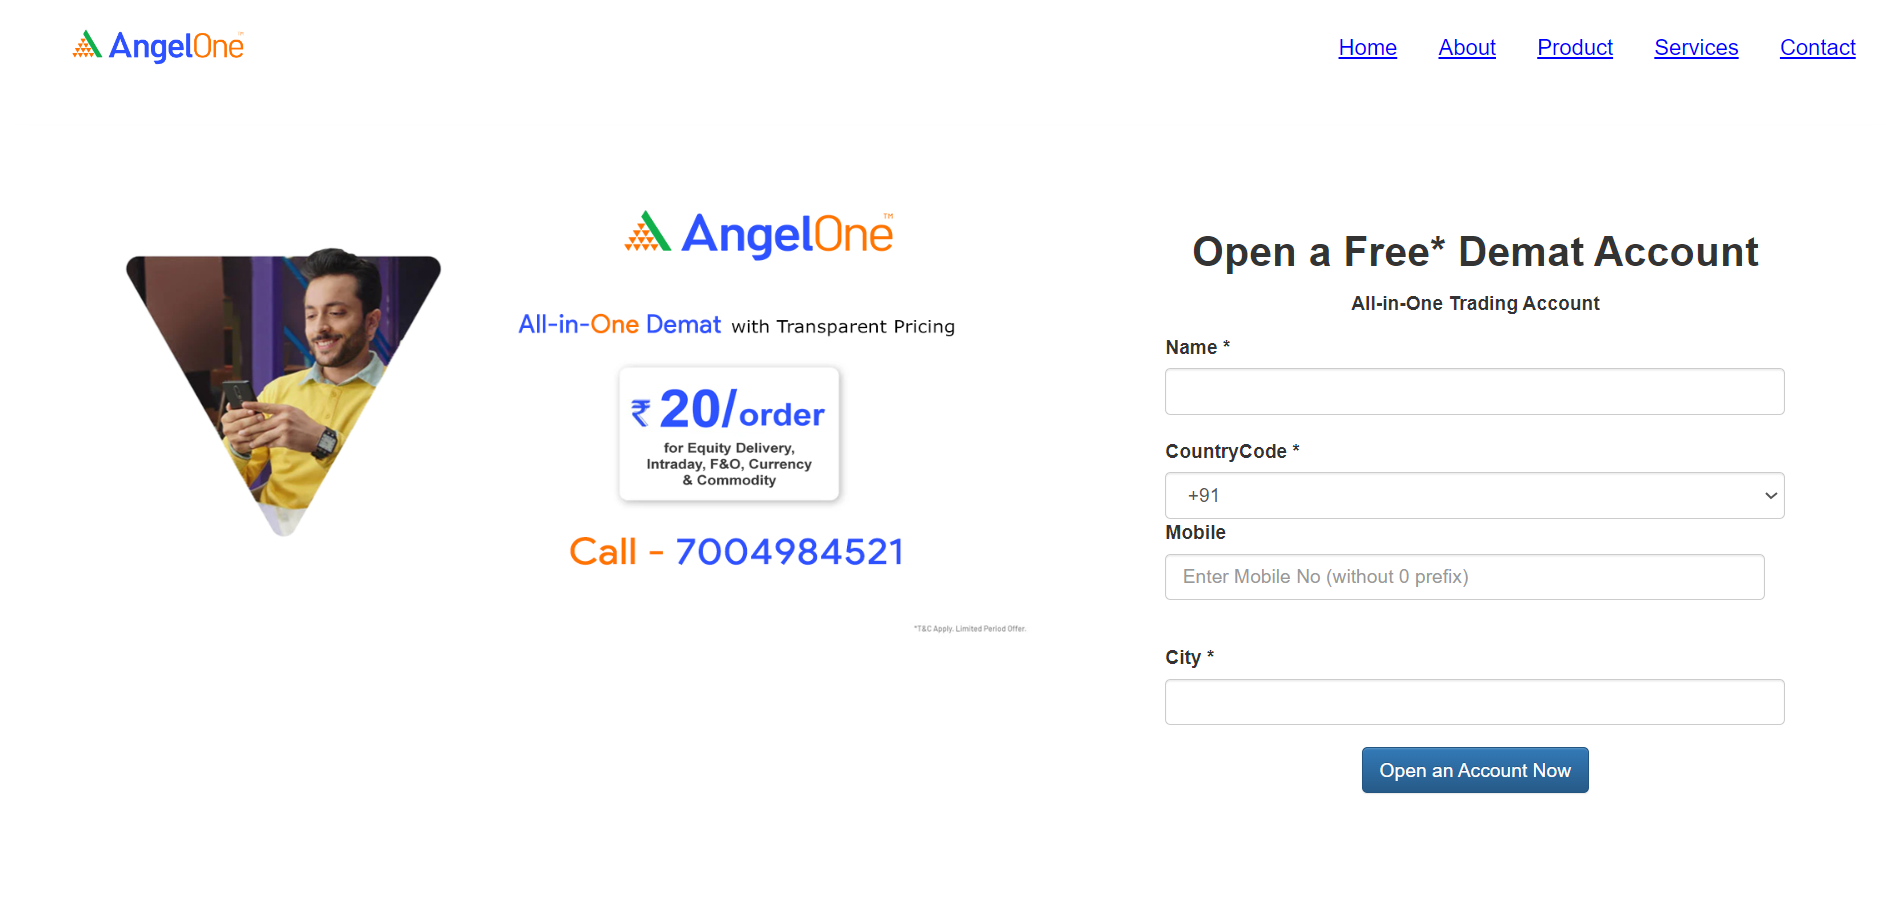 AngelOne™
Home About Product Services Contact
AngelOne™
All-in-One Demat with Transparent Pricing
₹ 20/order
for Equity Delivery,
Intraday, F&O, Currency
& Commodity
Call - 7004984521
*T&C Apply. Limited Period Offer.
Open a Free* Demat Account
All-in-One Trading Account
Name *
CountryCode *
+91
Mobile
Enter Mobile No (without 0 prefix)
City *
Open an Account Now